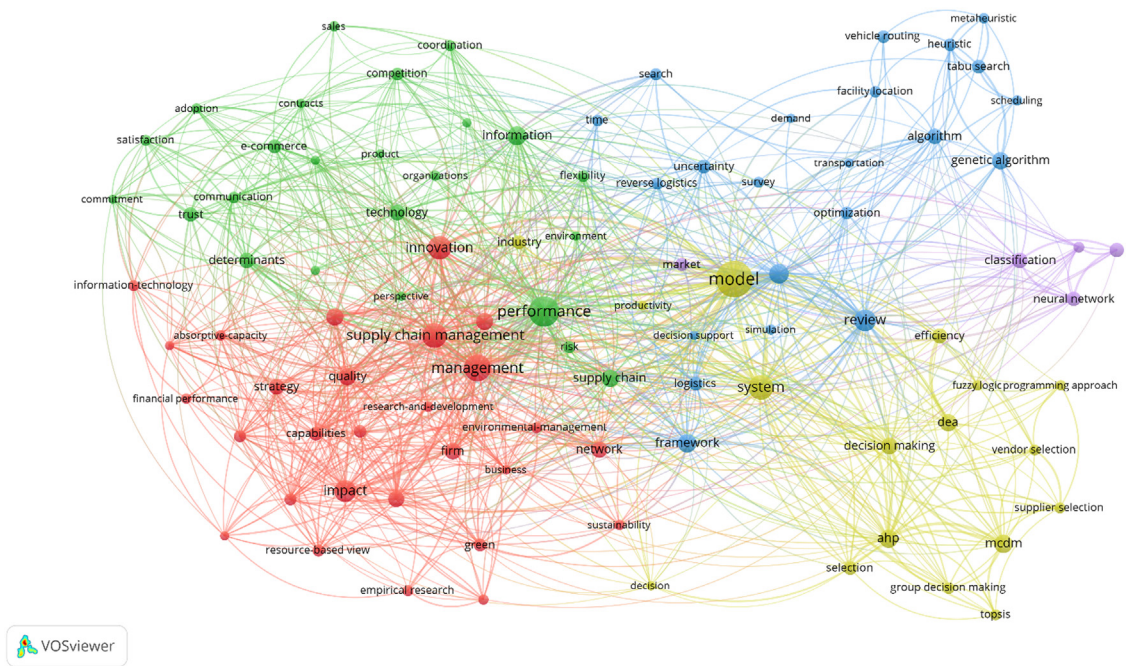 metaheuristic
sales
vehicle routing
heuristic
coordination
tabu search
competition
search
facility location
scheduling
contracts
adoption
time
demand
information
algorithm
satisfaction
e-commerce
product
transportation
genetic algorithm
uncertainty
organizations
flexibility
reverse logistics
survey
commitment
communication
trust
technology
optimization
innovation
industry
environment
determinants
market
classification
model
information-technology
perspective
productivity
neural network
performance
review
absorptive-capacity
supply chain management
decision support
simulation
efficiency
risk
management
quality
supply chain
logistics
system
strategy
fuzzy logic
programming approach
financial performance
research-and-development
dea
capabilities
environmental-management
firm
network
framework
decision making
vendor selection
business
impact
supplier selection
sustainability
ahp
mcdm
resource-based view
green
selection
empirical research
decision
group decision making
topsis
VOSviewer